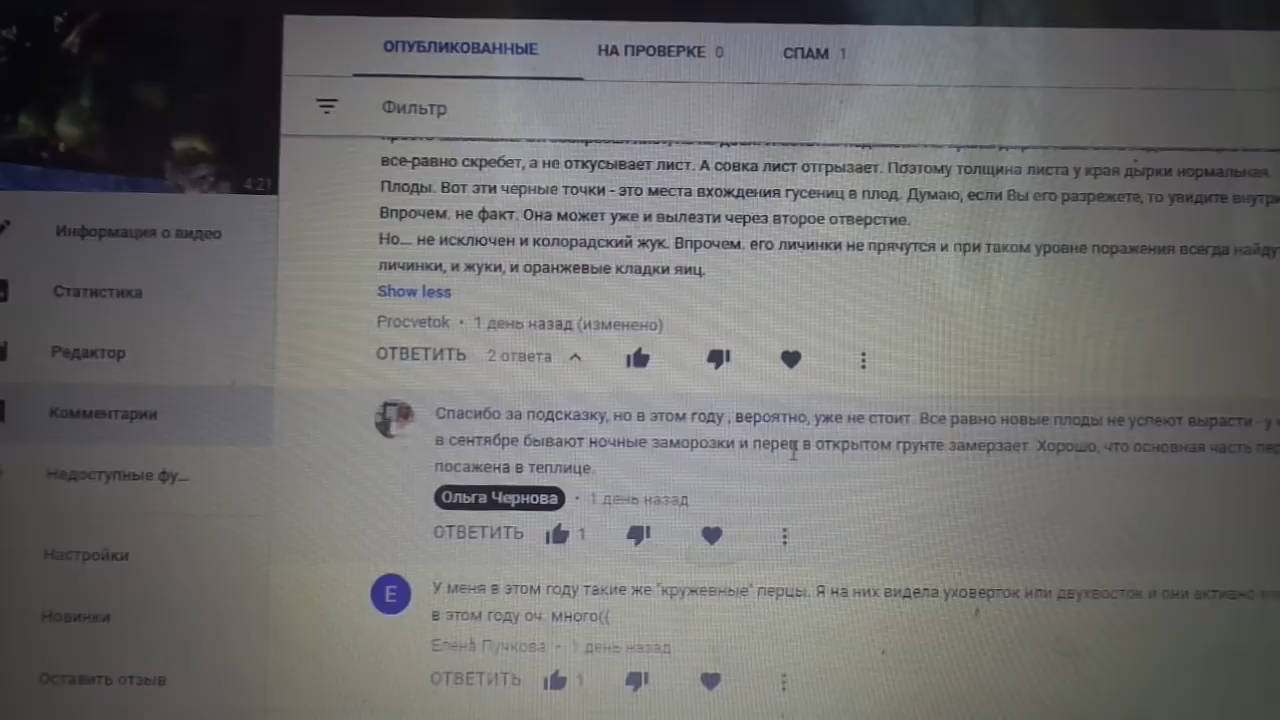 ОПУБЛИКОВАННЫЕ НА ПРОВЕРКЕ 0 СПАМ 1
Фильтр
все-равно скребет, а не откусывает лист. А совка лист отгрызает. Поэтому толщина листа у края дырки нормальная.
4:21
Плоды. Вот эти черные точки - это места вхождения гусениц в плод. Думаю, если Вы его разрежете, то увидите внутри
Впрочем. не факт. Она может уже и вылезти через второе отверстие.
Информация о видео
Но.... не исключен и колорадский жук. Впрочем. его личинки не прячутся и при таком уровне поражения всегда найду
личинки, и жуки, и оранжевые кладки яиц.
Статистика
Show less
Procvetok • 1 день назад (изменено)
Редактор
ОТВЕТИТЬ 2 ответа
Комментарии
Спасибо за подсказку, но в этом году , вероятно, уже не стоит. Все равно новые плоды не успеют вырасти - у
в сентябре бывают ночные заморозки и перец в открытом грунте замерзает. Хорошо, что основная часть пе
посажена в теплице.
Недоступные фу...
Ольга Чернова • 1 день назад
ОТВЕТИТЬ 1
Настройки
E
У меня в этом году такие же "кружевные" перцы. Я на них видела уховерток или двухвосток и они активно
в этом году оч. много((
Новинки
Елена Пучкова • 1 день назад
Оставить отзыв
ОТВЕТИТЬ 1